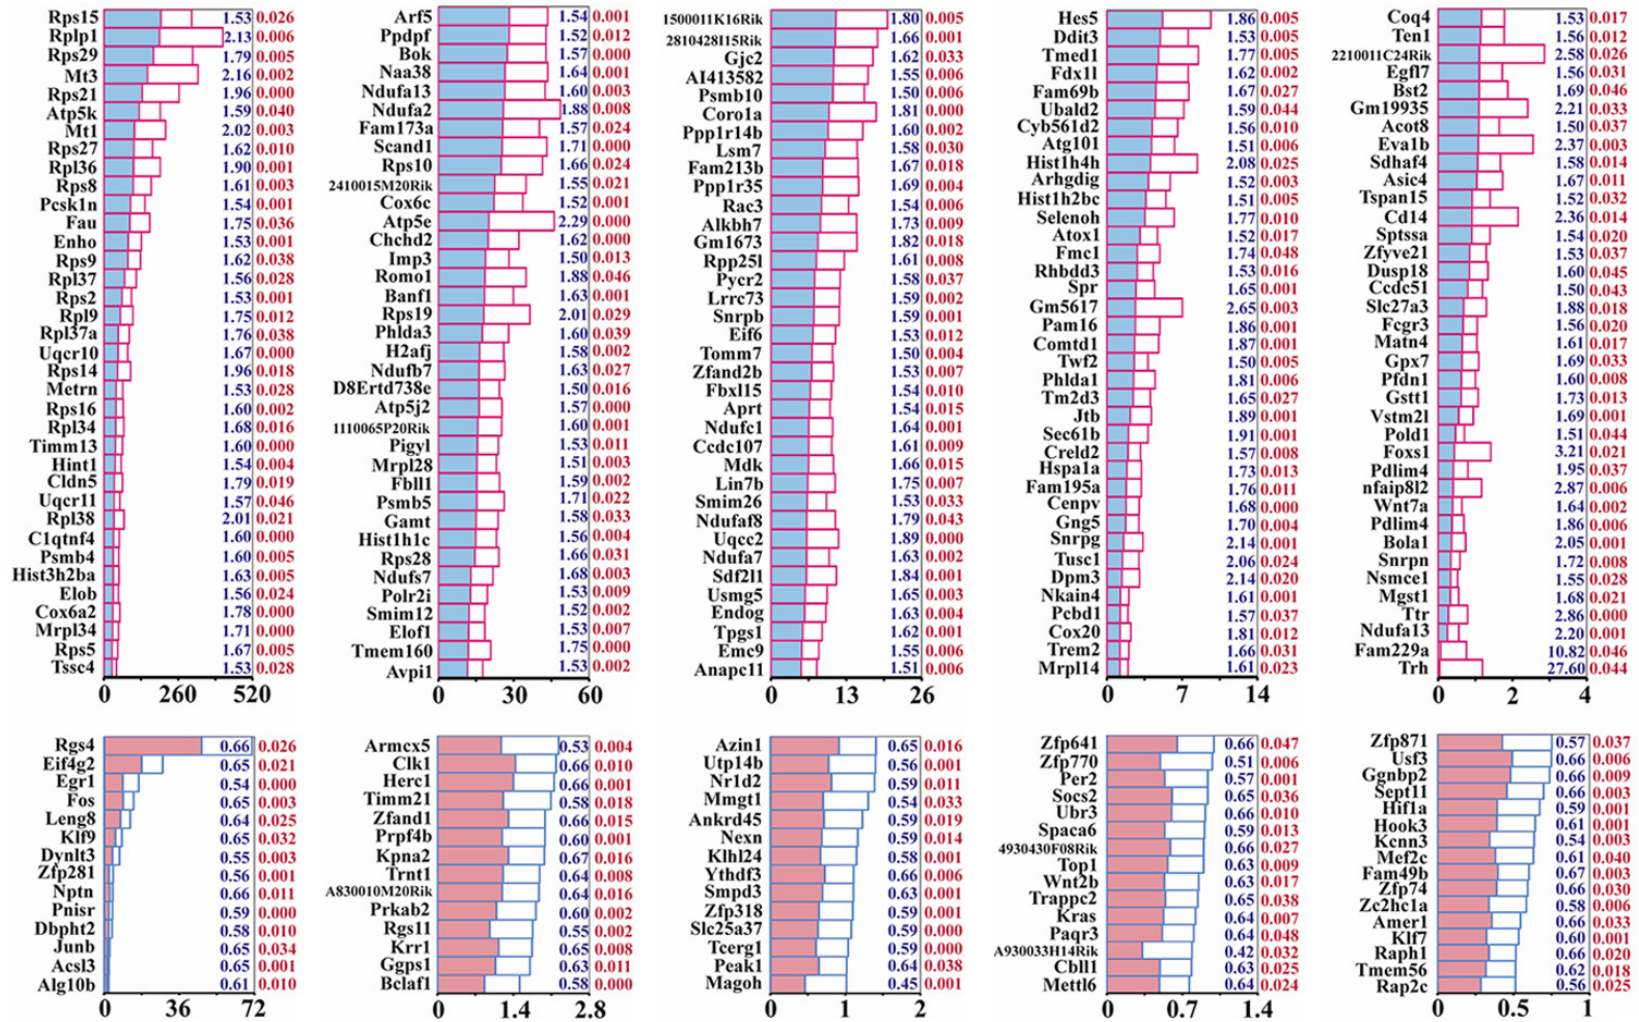 Rps15 1.53 0.026
Rplp1 2.13 0.006
Rps29 1.79 0.005
Mt3 2.16 0.002
Rps21 1.96 0.000
Atp5k 1.59 0.040
Mt1 2.02 0.003
Rps27 1.62 0.010
Rpl36 1.90 0.001
Rps8 1.61 0.003
Pcsk1n 1.54 0.001
Fau 1.75 0.036
Enho 1.53 0.001
Rps9 1.62 0.038
Rpl37 1.56 0.028
Rps2 1.53 0.001
Rpl9 1.75 0.012
Rpl37a 1.76 0.038
Uqcr10 1.67 0.000
Rps14 1.96 0.018
Metrn 1.53 0.028
Rps16 1.60 0.002
Rpl34 1.68 0.016
Timm13 1.60 0.000
Hint1 1.54 0.004
Cldn5 1.79 0.019
Uqcr11 1.57 0.046
Rpl38 2.01 0.021
C1qtnf4 1.60 0.000
Psmb4 1.60 0.005
Hist3h2ba 1.63 0.005
Elob 1.56 0.024
Cox6a2 1.78 0.000
Mrpl34 1.71 0.000
Rps5 1.67 0.005
Tssc4 1.53 0.028
0 260 520
Arf5 1.54 0.001
Ppdpf 1.52 0.012
Bok 1.57 0.000
Naa38 1.64 0.001
Ndufa13 1.60 0.003
Ndufa2 1.88 0.008
Fam173a 1.57 0.024
Scand1 1.71 0.000
Rps10 1.66 0.024
2410015M20Rik 1.55 0.021
Cox6c 1.52 0.001
Atp5e 2.29 0.000
Chchd2 1.62 0.000
Imp3 1.50 0.013
Romo1 1.88 0.046
Banf1 1.63 0.001
Rps19 2.01 0.029
Phlda3 1.60 0.039
H2afj 1.58 0.002
Ndufb7 1.63 0.027
D8Ertd738e 1.50 0.016
Atp5j2 1.57 0.000
1110065P20Rik 1.60 0.001
Pigyl 1.53 0.011
Mrpl28 1.51 0.003
Fbll1 1.59 0.002
Psmb5 1.71 0.022
Gamt 1.58 0.033
Hist1h1c 1.56 0.004
Rps28 1.66 0.031
Ndufs7 1.68 0.003
Polr2i 1.53 0.009
Smim12 1.52 0.002
Elof1 1.53 0.007
Tmem160 1.75 0.000
Avpi1 1.53 0.002
0 30 60
1500011K16Rik 1.80 0.005
2810428I15Rik 1.66 0.001
Gjc2 1.62 0.033
AI413582 1.55 0.006
Psmb10 1.50 0.006
Coro1a 1.81 0.000
Ppp1r14b 1.60 0.002
Lsm7 1.58 0.030
Fam213b 1.67 0.018
Ppp1r35 1.69 0.004
Rac3 1.54 0.006
Alkbh7 1.73 0.009
Gm1673 1.82 0.018
Rpp25l 1.61 0.008
Pycr2 1.58 0.037
Lrrc73 1.59 0.002
Snrpb 1.59 0.001
Eif6 1.53 0.012
Tomm7 1.50 0.004
Zfand2b 1.53 0.007
Fbxl15 1.54 0.010
Aprt 1.54 0.015
Ndufc1 1.64 0.001
Ccdc107 1.61 0.009
Mdk 1.66 0.015
Lin7b 1.75 0.007
Smim26 1.53 0.033
Ndufaf8 1.79 0.043
Uqcc2 1.89 0.000
Ndufa7 1.63 0.002
Sdf2l1 1.84 0.001
Usmg5 1.65 0.003
Endog 1.63 0.004
Tpgs1 1.62 0.001
Emc9 1.55 0.006
Anapc11 1.51 0.006
0 13 26
Hes5 1.86 0.005
Ddit3 1.53 0.005
Tmed1 1.77 0.005
Fdx1l 1.62 0.002
Fam69b 1.67 0.027
Ubald2 1.59 0.044
Cyb561d2 1.56 0.010
Atg101 1.51 0.006
Hist1h4h 2.08 0.025
Arhgdig 1.52 0.003
Hist1h2bc 1.51 0.005
Selenoh 1.77 0.010
Atox1 1.52 0.017
Fmc1 1.74 0.048
Rhbdd3 1.53 0.016
Spr 1.65 0.001
Gm5617 2.65 0.003
Pam16 1.86 0.001
Comtd1 1.87 0.001
Twf2 1.50 0.005
Phlda1 1.81 0.006
Tm2d3 1.65 0.027
Jtb 1.89 0.001
Sec61b 1.91 0.001
Creld2 1.57 0.008
Hspa1a 1.73 0.013
Fam195a 1.76 0.011
Cenpv 1.68 0.000
Gng5 1.70 0.004
Snrpg 2.14 0.001
Tusc1 2.06 0.024
Dpm3 2.14 0.020
Nkain4 1.61 0.001
Pcbd1 1.57 0.037
Cox20 1.81 0.012
Trem2 1.66 0.031
Mrpl14 1.61 0.023
0 7 14
Coq4 1.53 0.017
Ten1 1.56 0.012
2210011C24Rik 2.58 0.026
Egfl7 1.56 0.031
Bst2 1.69 0.046
Gm19935 2.21 0.033
Acot8 1.50 0.037
Eva1b 2.37 0.003
Sdhaf4 1.58 0.014
Asic4 1.67 0.011
Tspan15 1.52 0.032
Cd14 2.36 0.014
Sptssa 1.54 0.020
Zfyve21 1.53 0.037
Dusp18 1.60 0.045
Ccdc51 1.50 0.043
Slc27a3 1.88 0.018
Fcgr3 1.56 0.020
Matn4 1.61 0.017
Gpx7 1.69 0.033
Pfdn1 1.60 0.008
Gstt1 1.73 0.013
Vstm2l 1.69 0.001
Pold1 1.51 0.044
Foxs1 3.21 0.021
Pdlim4 1.95 0.037
nfaip8l2 2.87 0.006
Wnt7a 1.64 0.002
Pdlim4 1.86 0.006
Bola1 2.05 0.001
Snrpn 1.72 0.008
Nsmce1 1.55 0.028
Mgst1 1.68 0.021
Ttr 2.86 0.000
Ndufa13 2.20 0.001
Fam229a 10.82 0.046
Trh 27.60 0.044
0 2 4
Rgs4 0.66 0.026
Eif4g2 0.65 0.021
Egr1 0.54 0.000
Fos 0.65 0.003
Leng8 0.64 0.025
Klf9 0.65 0.032
Dynlt3 0.55 0.003
Zfp281 0.56 0.001
Nptn 0.66 0.011
Pnisr 0.59 0.000
Dbpht2 0.58 0.010
Junb 0.65 0.034
Acsl3 0.65 0.001
Alg10b 0.61 0.010
0 36 72
Armcx5 0.53 0.004
Clk1 0.66 0.010
Herc1 0.66 0.001
Timm21 0.58 0.018
Zfand1 0.66 0.015
Prpf4b 0.60 0.001
Kpna2 0.67 0.016
Trnt1 0.64 0.008
A830010M20Rik 0.64 0.016
Prkab2 0.60 0.002
Rgs11 0.55 0.002
Krr1 0.65 0.008
Ggps1 0.63 0.011
Bclaf1 0.58 0.000
0 1.4 2.8
Azin1 0.65 0.016
Utp14b 0.56 0.001
Nr1d2 0.59 0.011
Mmgt1 0.54 0.033
Ankrd45 0.59 0.019
Nexn 0.59 0.014
Klhl24 0.58 0.001
Ythdf3 0.66 0.006
Smpd3 0.63 0.001
Zfp318 0.59 0.001
Slc25a37 0.59 0.000
Tcerg1 0.59 0.000
Peak1 0.64 0.038
Magoh 0.45 0.001
0 1 2
Zfp641 0.66 0.047
Zfp770 0.51 0.006
Per2 0.57 0.001
Socs2 0.65 0.036
Ubr3 0.66 0.010
Spaca6 0.59 0.013
4930430F08Rik 0.66 0.027
Top1 0.63 0.009
Wnt2b 0.63 0.017
Trappc2 0.65 0.038
Kras 0.64 0.007
Paqr3 0.64 0.048
A930033H14Rik 0.42 0.032
Cbll1 0.63 0.025
Mettl6 0.64 0.024
0 0.7 1.4
Zfp871 0.57 0.037
Usf3 0.66 0.006
Ggnbp2 0.66 0.009
Sept11 0.66 0.003
Hif1a 0.59 0.001
Hook3 0.61 0.001
Kcnn3 0.54 0.003
Mef2c 0.61 0.040
Fam49b 0.67 0.003
Zfp74 0.66 0.030
Zc2hc1a 0.58 0.006
Amer1 0.66 0.033
Klf7 0.60 0.001
Raph1 0.66 0.020
Tmem56 0.62 0.018
Rap2c 0.56 0.025
0 0.5 1